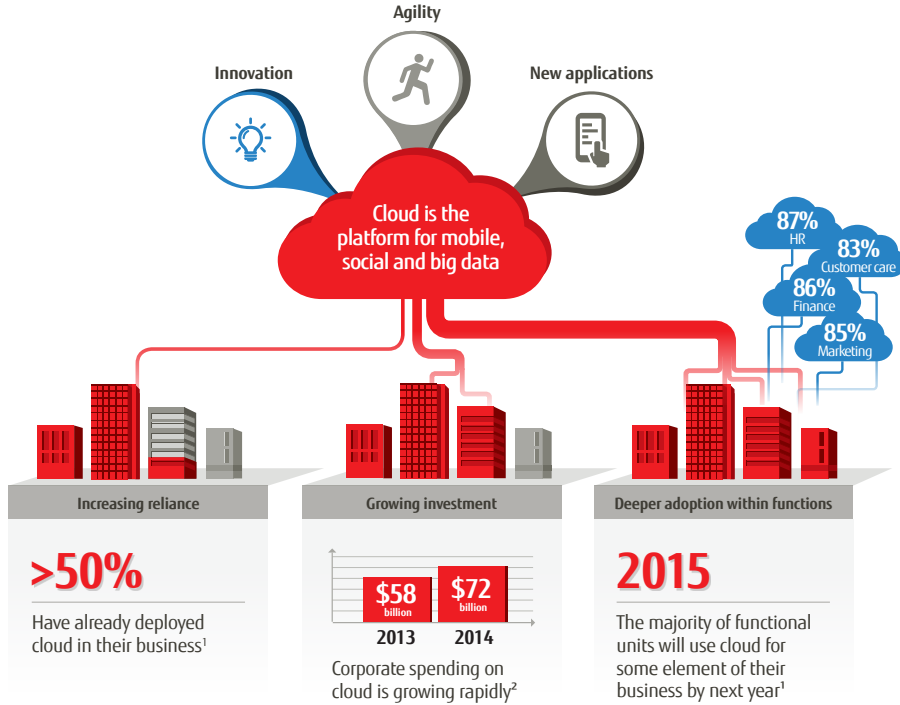 Agility
Innovation
New applications
Cloud is the
platform for mobile,
social and big data
87%
HR
83%
Customer care
86%
Finance
85%
Marketing
Increasing reliance
>50%
Have already deployed
cloud in their business¹
Growing investment
$58
billion
$72
billion
2013
2014
Corporate spending on
cloud is growing rapidly²
Deeper adoption within functions
2015
The majority of functional
units will use cloud for
some element of their
business by next year¹